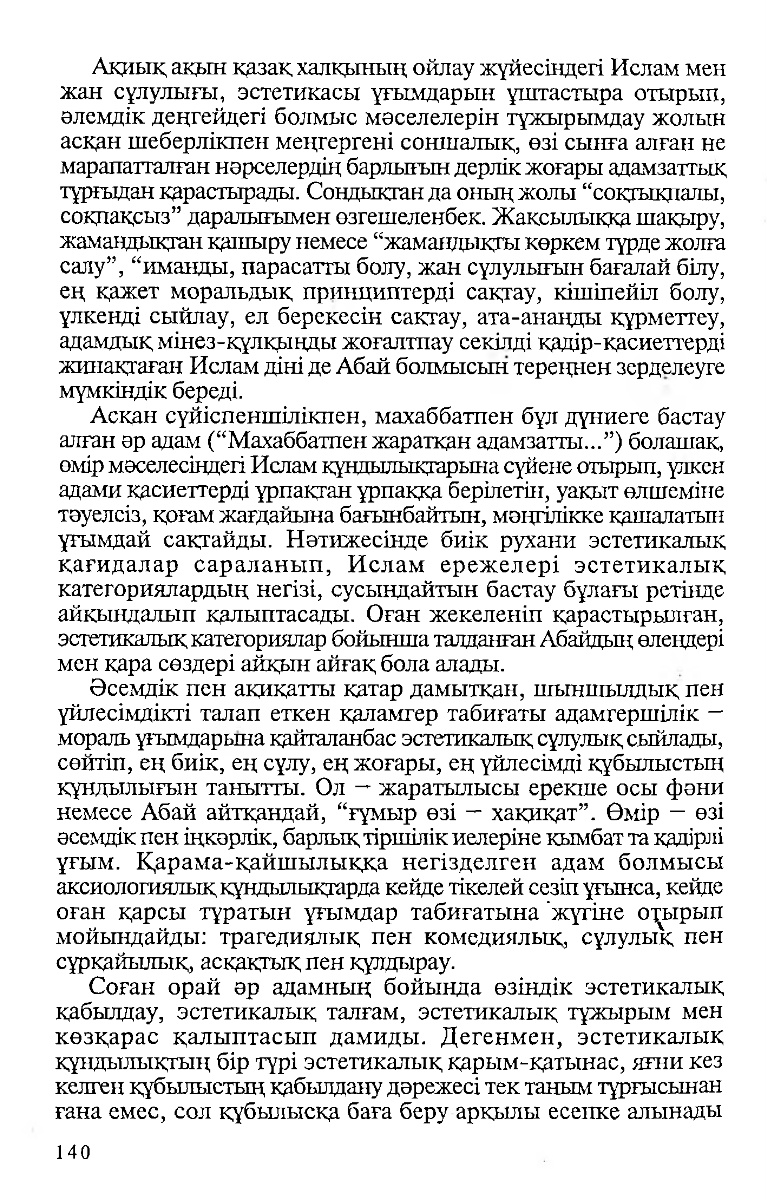 Ақиық ақын қазақ халқының ойлау жүйесіндегі Ислам мен
жан сұлулығы, эстетикасы ұғымдарын ұштастыра отырып,
әлемдік деңгейдегі болмыс мәселелерін тұжырымдау жолын
асқан шеберлікпен меңгергені соншалық, өзі сынға алған не
марапатталған нәрселердің барлығын дерлік жоғары адамзаттық
тұрғыдан қарастырады. Сондықтан да оның жолы “соқтықпалы,
соқпақсыз” даралығымен өзгешеленбек. Жақсылыққа шақыру,
жамандықтан қашыру немесе “жамандықты көркем түрде жолға
салу”, “иманды, парасатты болу, жан сұлулығын бағалай білу,
ең қажет моральдық принциптерді сақтау, кішіпейіл болу,
үлкенді сыйлау, ел берекесін сақтау, ата-ананды құрметтеу,
адамдық мінез-құлқыңды жоғалтпау секілді қадір-қасиеттерді
жинақтаған Ислам діні де Абай болмысын тереңнен зерделеуге
мүмкіндік береді.
Асқан сүйіспеншілікпен, махаббатпен бұл дүниеге бастау
алған әр адам (“Махаббатпен жаратқан адамзатты...”) болашақ,
өмір мәселесіндегі Ислам құндылықтарына сүйене отырып, үлкен
адами қасиеттерді ұрпақтан ұрпаққа берілетін, уақыт өлшеміне
тәуелсіз, қоғам жағдайына бағынбайтын, мәңгілікке қашалатын
ұғымдай сақтайды. Нәтижесінде биік рухани эстетикалық
қағидалар сараланып, Ислам ережелері эстетикалық
категориялардың негізі, сусындайтын бастау бұлағы ретінде
айқындалып қалыптасады. Оған жекеленіп қарастырылған,
эстетикалық категориялар бойынша талданған Абайдың өлеңдері
мен қара сөздері айқын айғақ бола алады.
Әсемдік пен ақиқатты қатар дамытқан, шыншылдық пен
үйлесімдікті талап еткен қаламгер табиғаты адамгершілік –
мораль ұғымдарына қайталанбас эстетикалық сұлулық сыйлады,
сөйтіп, ең биік, ең сұлу, ең жоғары, ең үйлесімді құбылыстың
құндылығын танытты. Ол – жаратылысы ерекше осы фәни
немесе Абай айтқандай, “ғұмыр өзі – хақиқат”. Өмір – өзі
әсемдік пен іңкәрлік, барлық тіршілік иелеріне қымбат та қадірлі
ұғым. Қарама-қайшылыққа негізделген адам болмысы
аксиологиялық құндылықтарда кейде тікелей сезіп ұғынса, кейде
оған қарсы тұратын ұғымдар табиғатына жүгіне отырып
мойындайды: трагедиялық пен комедиялық, сұлулық пен
сұрқайылық, асқақтық пен құлдырау.
Соған орай әр адамның бойында өзіндік эстетикалық
қабылдау, эстетикалық талғам, эстетикалық тұжырым мен
көзқарас қалыптасып дамиды. Дегенмен, эстетикалық
құндылықтың бір түрі эстетикалық қарым-қатынас, яғни кез
келген құбылыстың қабылдану дәрежесі тек таным тұрғысынан
ғана емес, сол құбылысқа баға беру арқылы есепке алынады
140